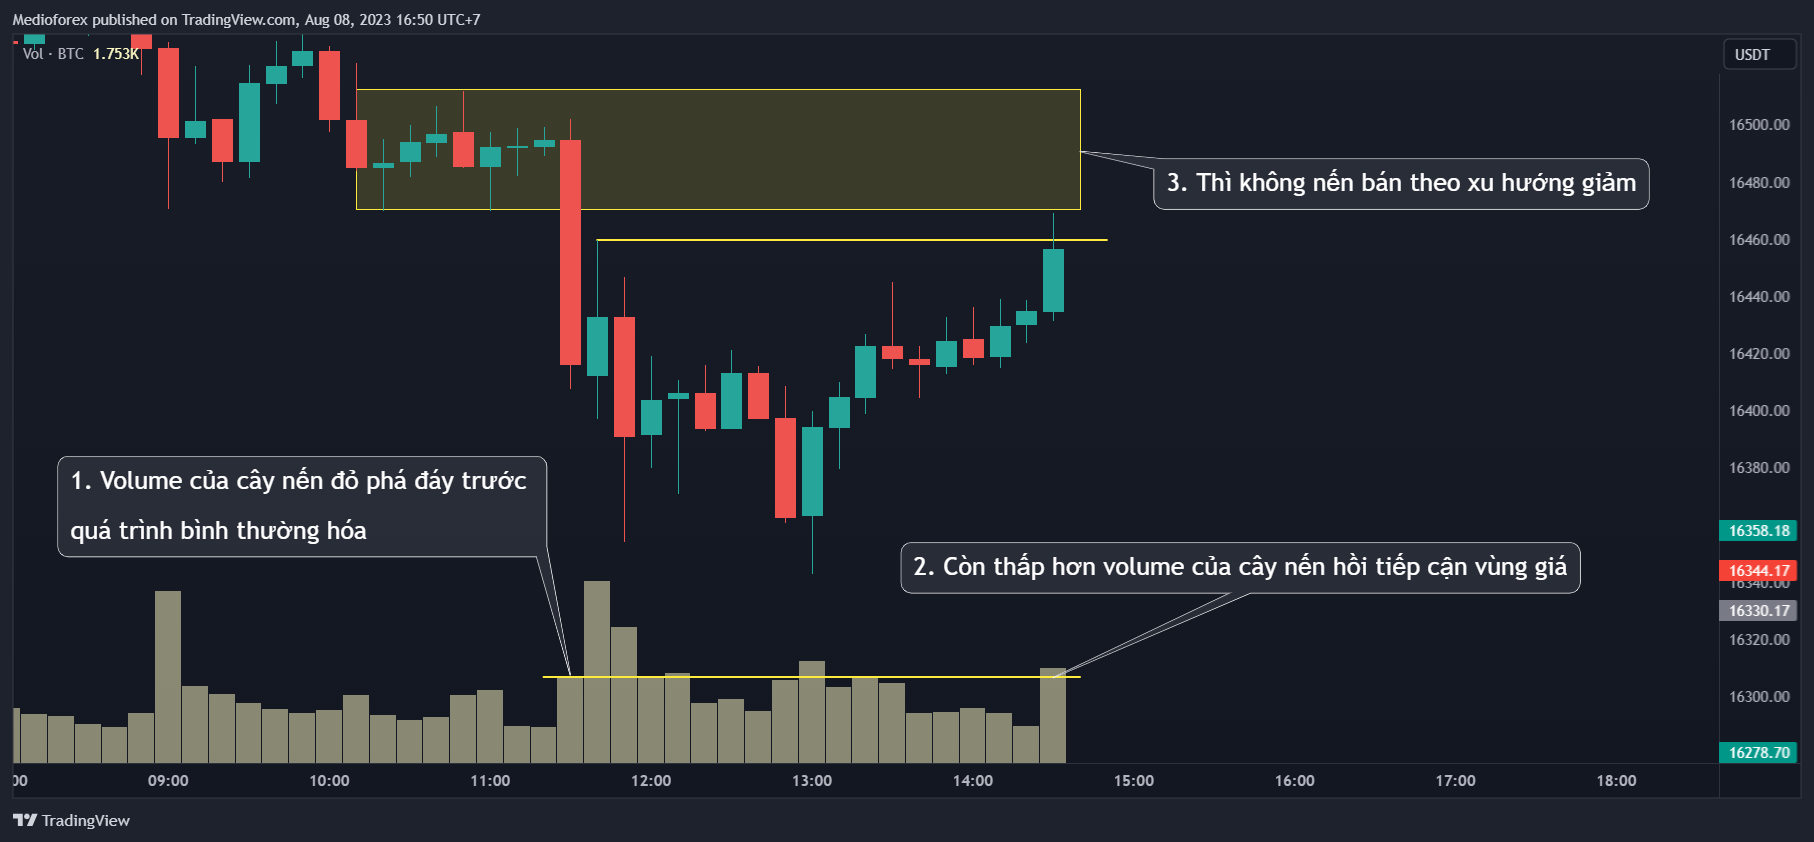 Medioforex published on TradingView.com, Aug 08, 2023 16:50 UTC+7
Vol · BTC 1.753K
USDT
16500.00
3. Thì không nến bán theo xu hướng giảm
16480.00
16460.00
16440.00
16420.00
16400.00
16380.00
1. Volume của cây nến đỏ phá đáy trước
quá trình bình thường hóa
16358.18
2. Còn thấp hơn volume của cây nến hồi tiếp cận vùng giá
16344.17
16340.00
16330.17
16320.00
16300.00
16278.70
:00 09:00 10:00 11:00 12:00 13:00 14:00 15:00 16:00 17:00 18:00
TradingView